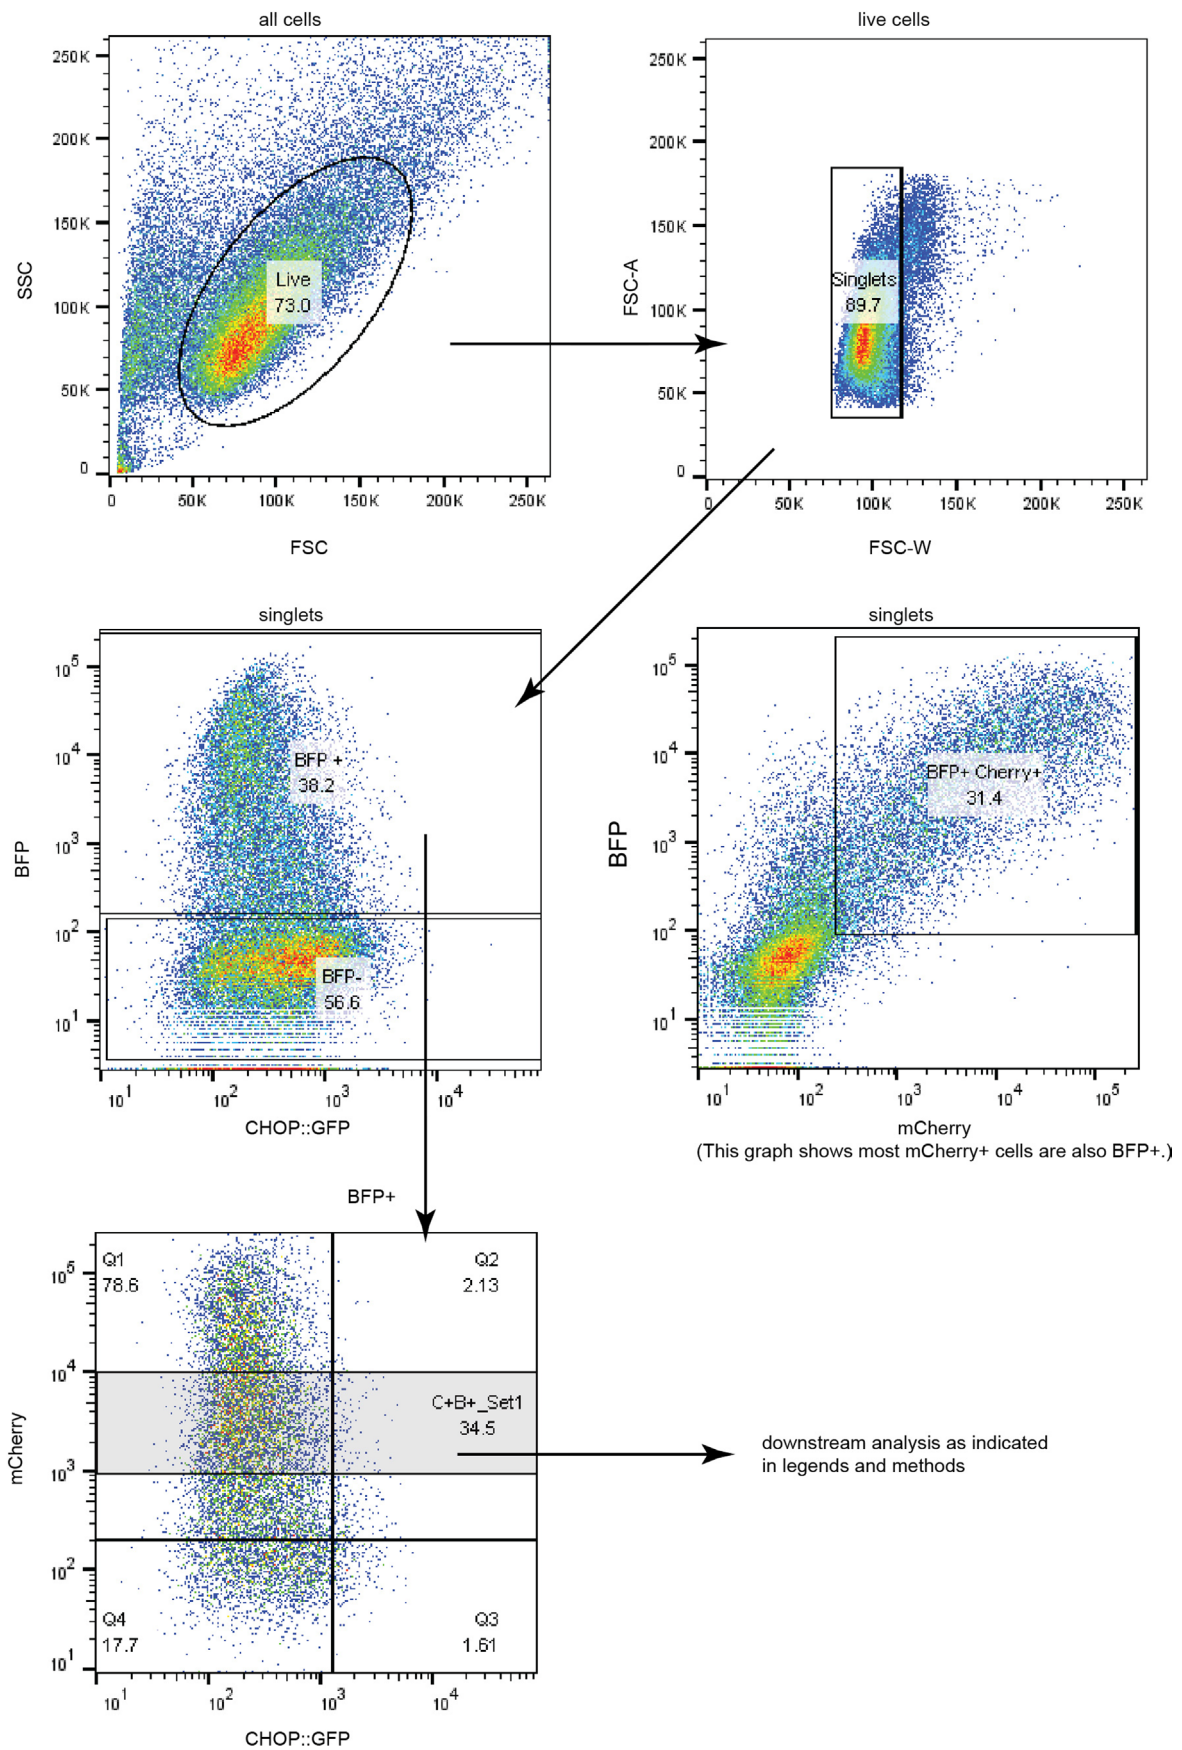 all cells
250K
200K
150K
100K
50K
0
SSC
Live
73.0
0 50K 100K 150K 200K 250K
FSC
live cells
250K
200K
150K
100K
50K
0
FSC-A
Singlets
89.7
0 50K 100K 150K 200K 250K
FSC-W
singlets
10^5
10^4
10^3
10^2
10^1
BFP
BFP +
38.2
BFP-
56.6
10^1 10^2 10^3 10^4
CHOP::GFP
singlets
10^5
10^4
10^3
10^2
10^1
BFP
BFP+ Cherry+
31.4
10^1 10^2 10^3 10^4 10^5
mCherry
(This graph shows most mCherry+ cells are also BFP+.)
BFP+
10^5
10^4
10^3
10^2
10^1
mCherry
Q1
78.6
Q2
2.13
C+B+_Set1
34.5
Q4
17.7
Q3
1.61
10^1 10^2 10^3 10^4
CHOP::GFP
downstream analysis as indicated
in legends and methods